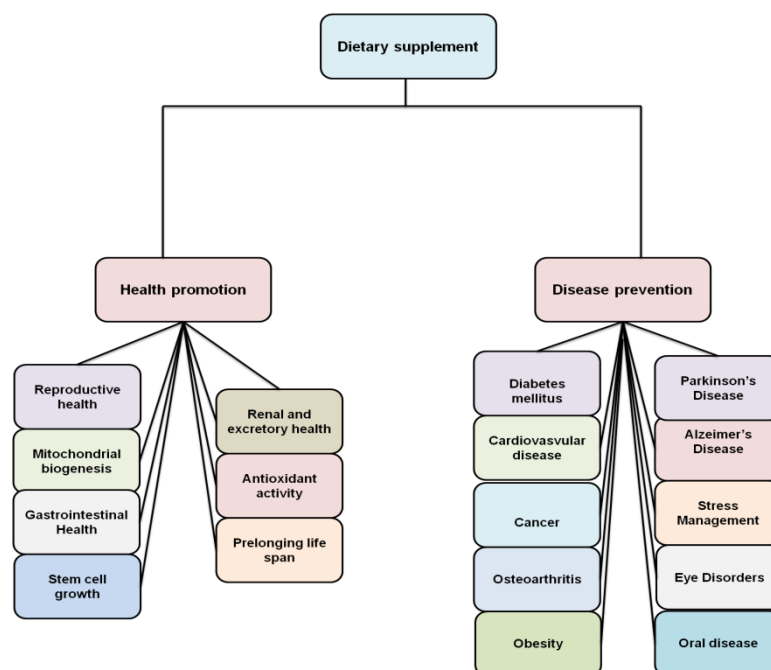 Dietary supplement
Health promotion
Reproductive
health
Mitochondrial
biogenesis
Gastrointestinal
Health
Stem cell
growth
Renal and
excretory health
Antioxidant
activity
Prelonging life
span
Disease prevention
Diabetes
mellitus
Cardiovasvular
disease
Cancer
Osteoarthritis
Obesity
Parkinson’s
Disease
Alzeimer’s
Disease
Stress
Management
Eye Disorders
Oral disease